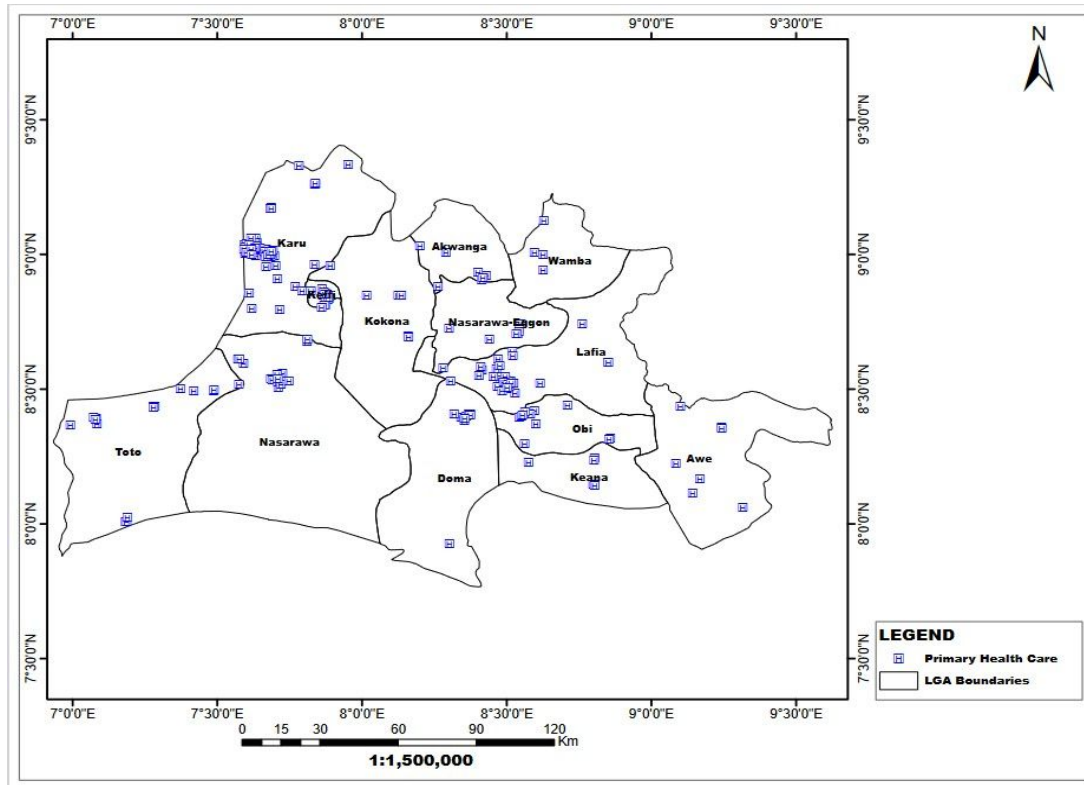 7°0'0"E 7°30'0"E 8°0'0"E 8°30'0"E 9°0'0"E 9°30'0"E
N
9°30'0"N 9°30'0"N
Karu Akwanga
9°0'0"N 9°0'0"N
Wamba
Keffi
Kokona Nasarawa-Eggon
Lafia
8°30'0"N 8°30'0"N
Obi
Nasarawa
Toto Awe
Doma Keana
8°0'0"N 8°0'0"N
7°30'0"N 7°30'0"N
LEGEND
H Primary Health Care
LGA Boundaries
7°0'0"E 7°30'0"E 8°0'0"E 8°30'0"E 9°0'0"E 9°30'0"E
0 15 30 60 90 120
Km
1:1,500,000